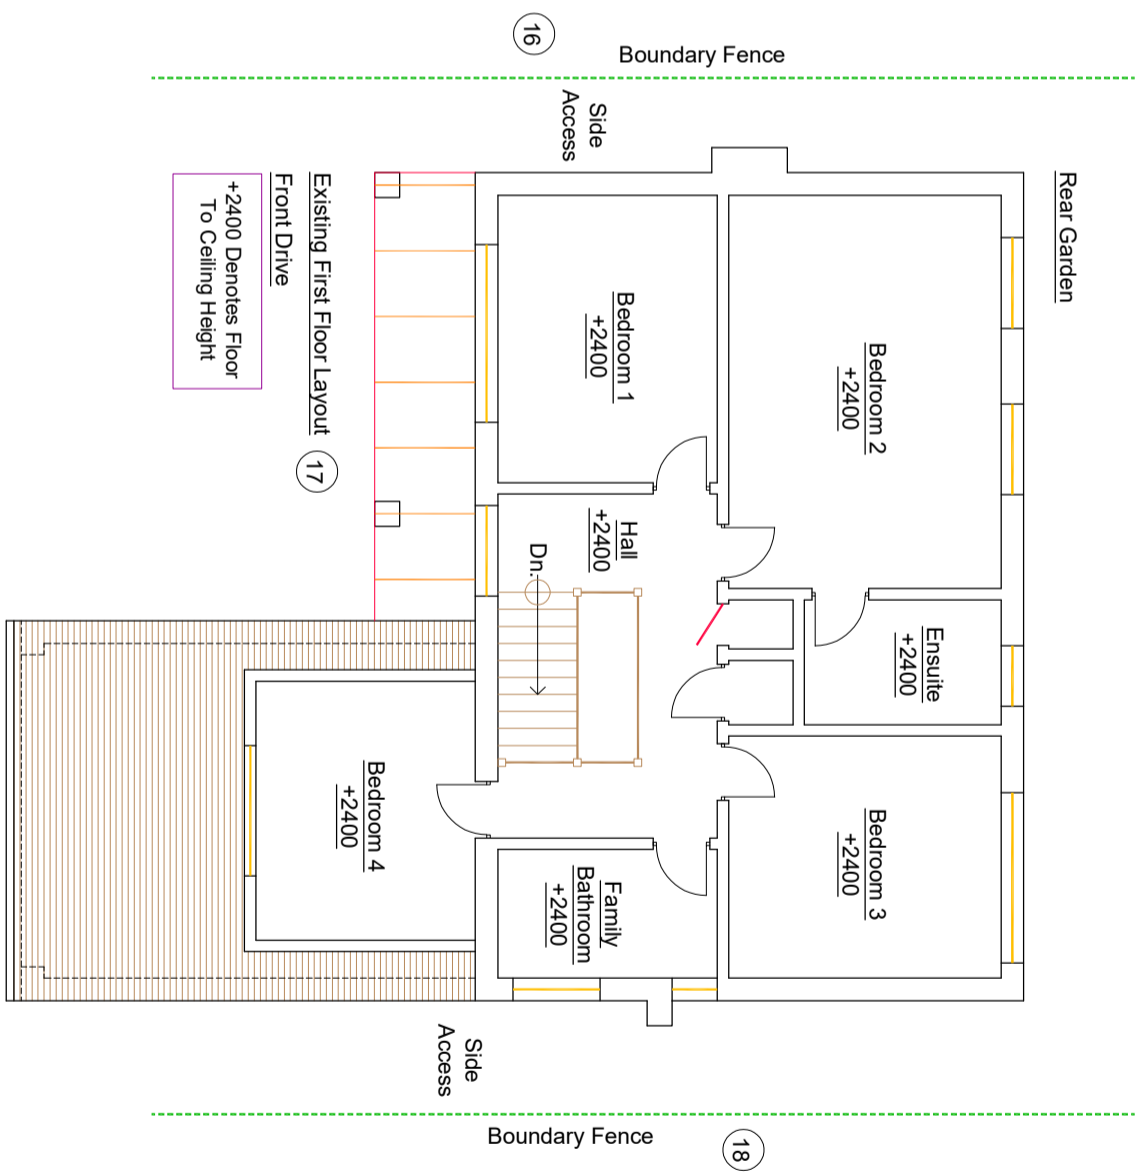 16
Boundary Fence
Side
Access
Rear Garden
Existing First Floor Layout
17
Front Drive
+2400 Denotes Floor
To Ceiling Height
Bedroom 1
+2400
Bedroom 2
+2400
Hall
+2400
Dn.
Ensuite
+2400
Bedroom 3
+2400
Bedroom 4
+2400
Family
Bathroom
+2400
Side
Access
Boundary Fence
18